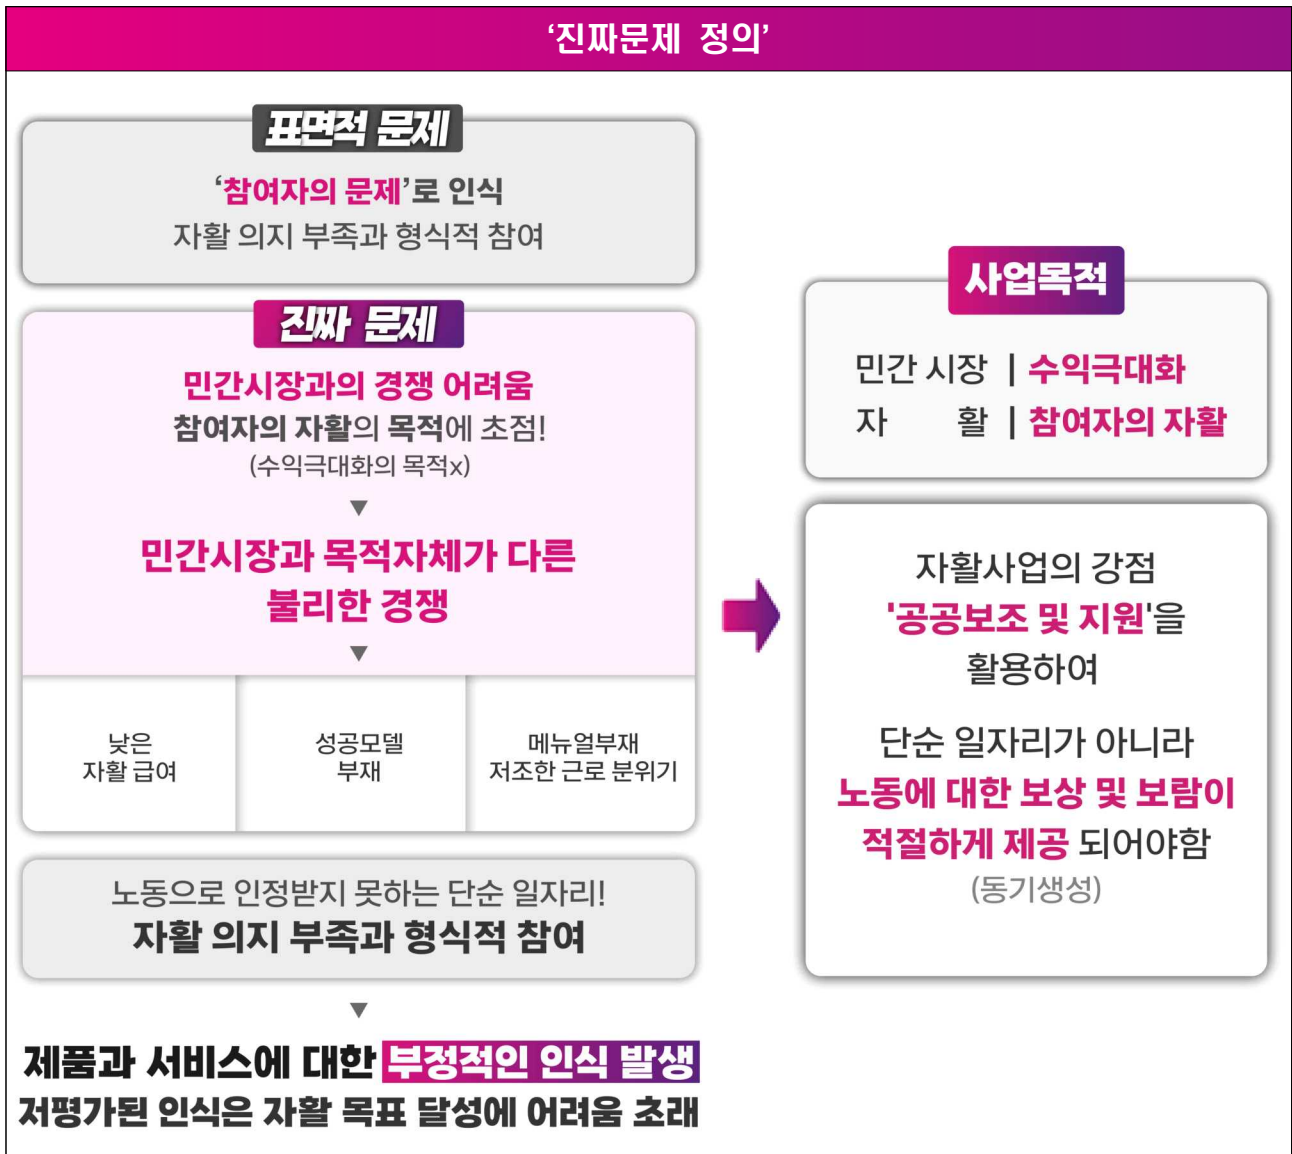 ‘진짜문제 정의’
표면적 문제
‘참여자의 문제’로 인식
자활 의지 부족과 형식적 참여
진짜 문제
민간시장과의 경쟁 어려움
참여자의 자활의 목적에 초점!
(수익극대화의 목적x)
▼
민간시장과 목적자체가 다른
불리한 경쟁
▼
낮은
자활 급여
성공모델
부재
메뉴얼부재
저조한 근로 분위기
노동으로 인정받지 못하는 단순 일자리!
자활 의지 부족과 형식적 참여
▼
제품과 서비스에 대한 부정적인 인식 발생
저평가된 인식은 자활 목표 달성에 어려움 초래
사업목적
민간 시장 | 수익극대화
자 활 | 참여자의 자활
자활사업의 강점
'공공보조 및 지원'을
활용하여
단순 일자리가 아니라
노동에 대한 보상 및 보람이
적절하게 제공 되어야함
(동기생성)